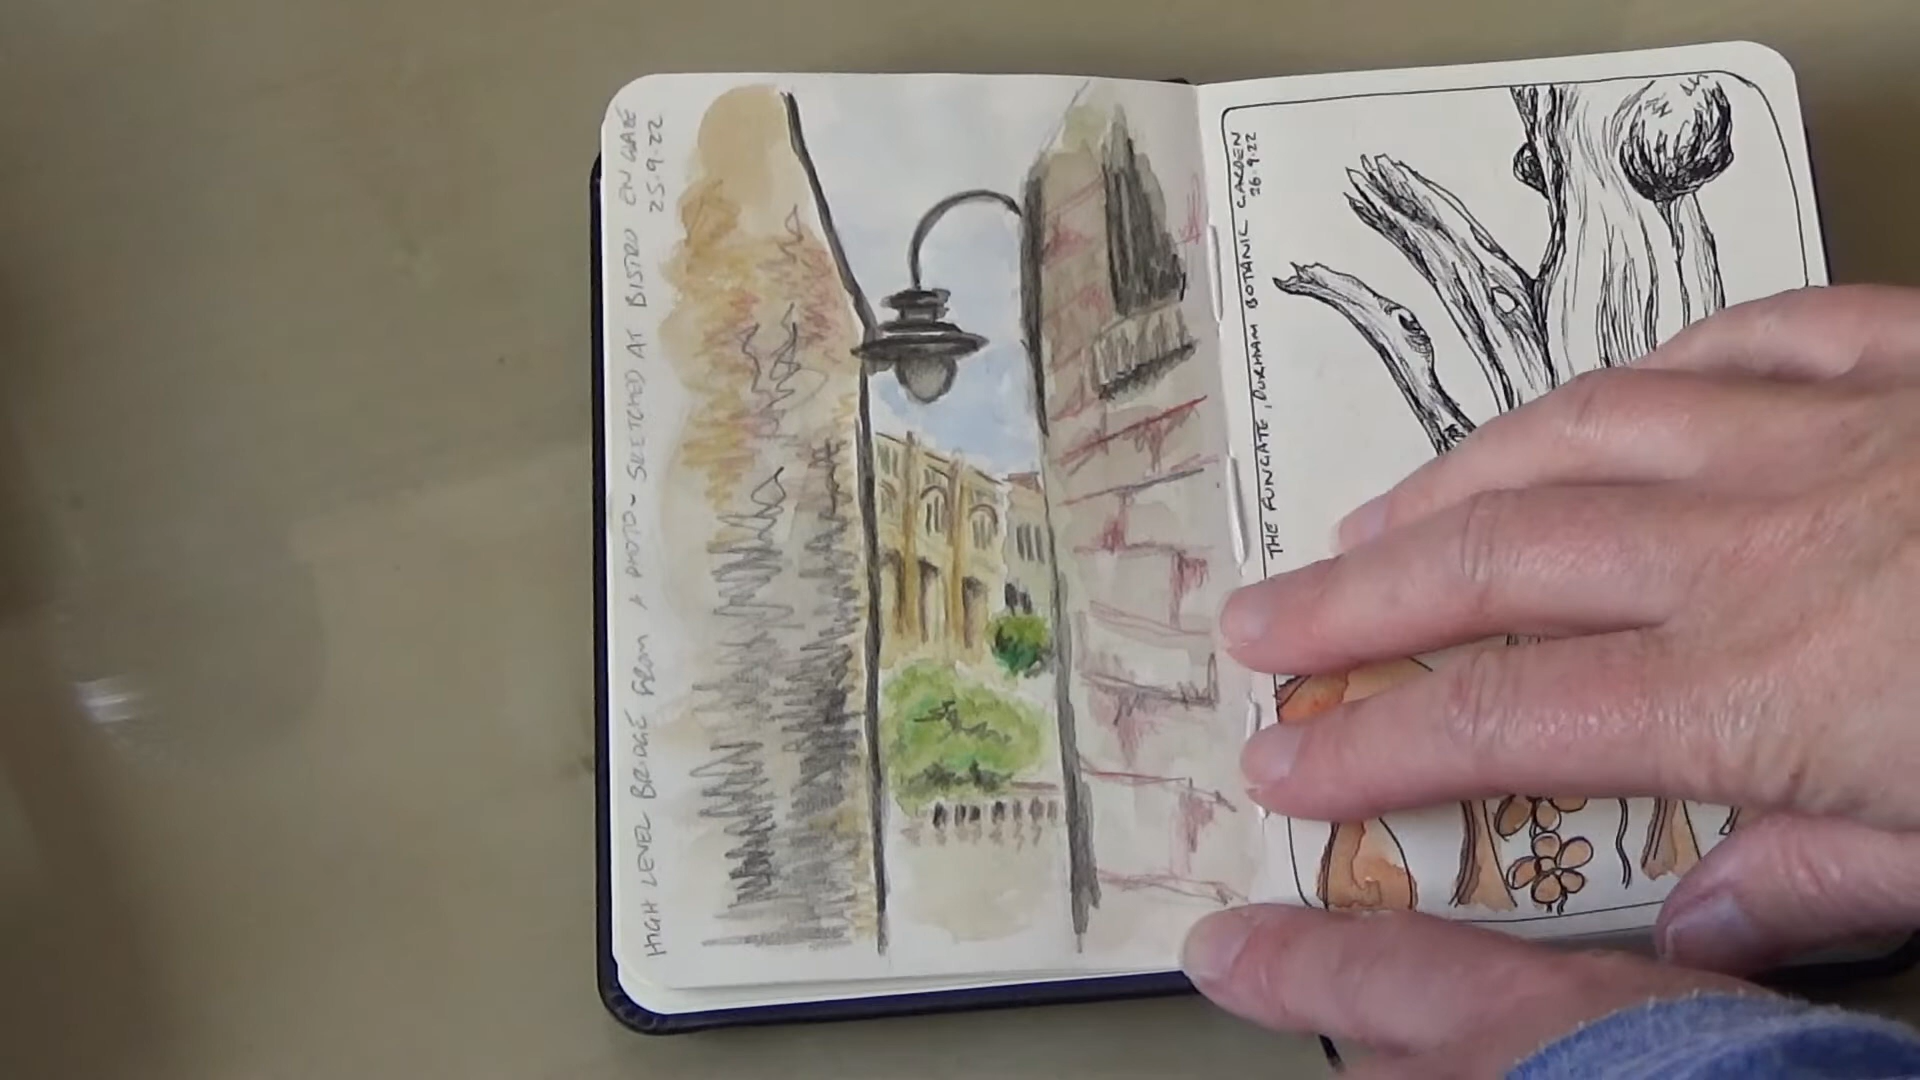 HIGH LEVEL BRIDGE FROM A PHOTO - SKETCHED AT BISTRO EN GLAZE
25.9.22
THE FUNGATE, DURHAM BOTANIC GARDEN
26.9.22